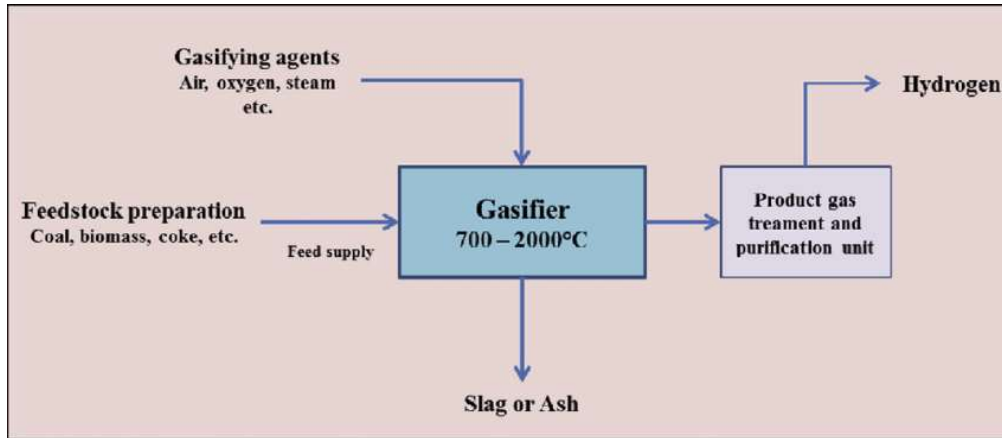 Gasifying agents
Air, oxygen, steam
etc.
Hydrogen
Feedstock preparation
Coal, biomass, coke, etc.
Feed supply
Gasifier
700 – 2000°C
Product gas
treament and
purification unit
Slag or Ash